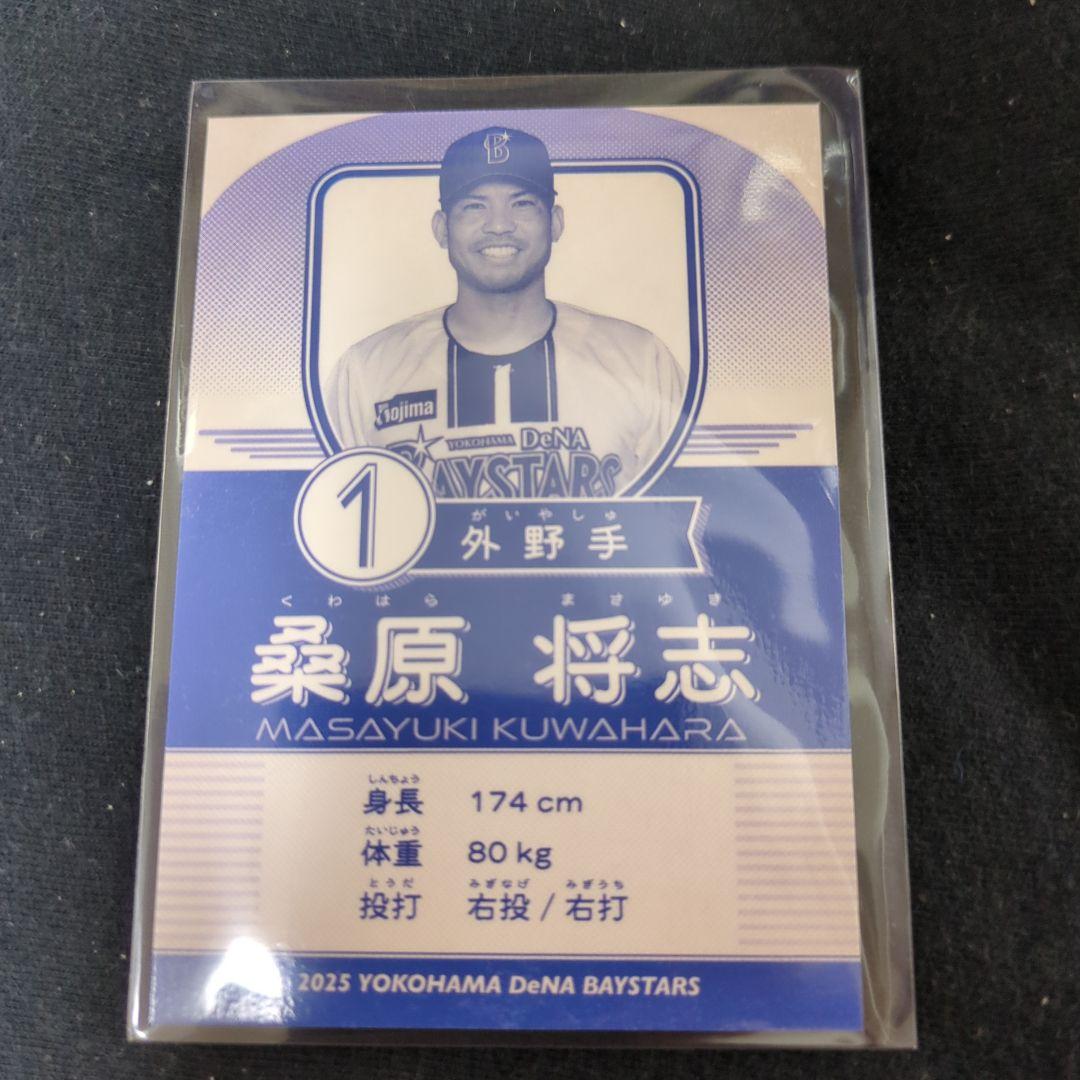 B
1
nojima
YOKOHAMA DeNA
BAYSTARS
1
がいやしゅ
外野手
くわはら まさゆき
桑原 将志
MASAYUKI KUWAHARA
しんちょう
身長 174 cm
たいじゅう
体重 80 kg
とうだ みぎなげ みぎうち
投打 右投 / 右打
2025 YOKOHAMA DeNA BAYSTARS